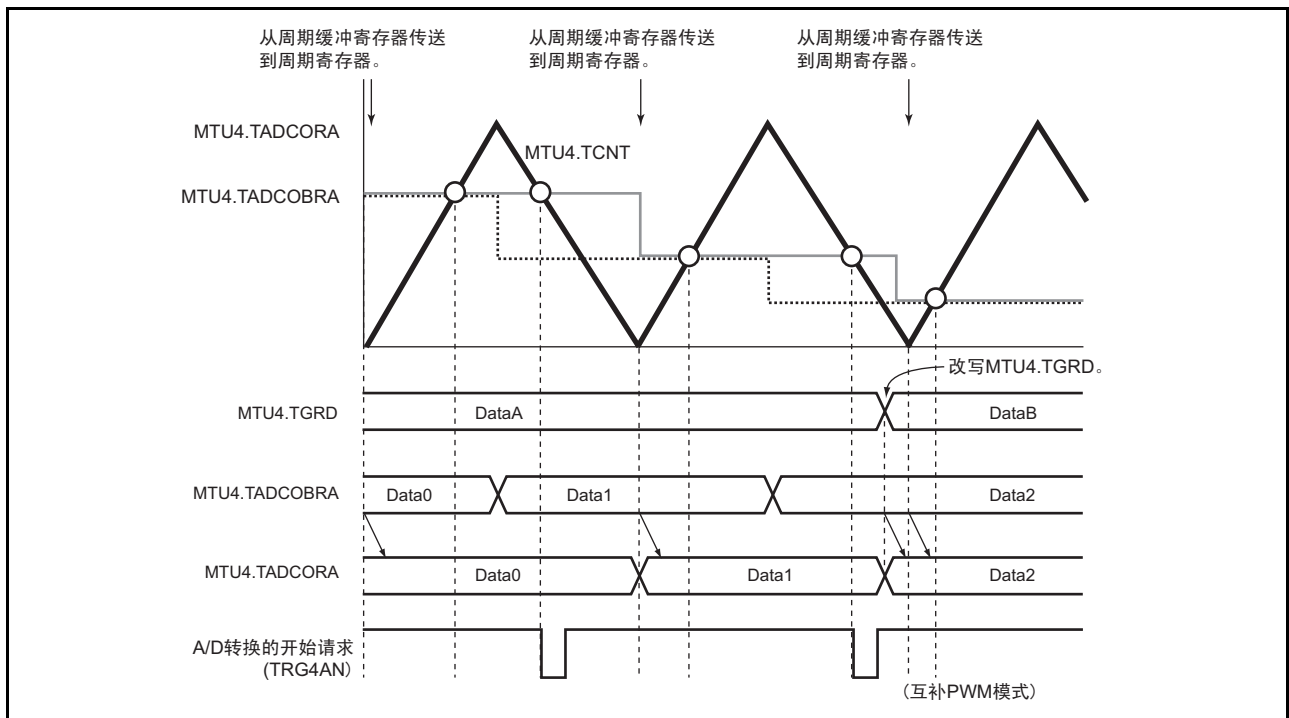 从周期缓冲寄存器传送
到周期寄存器。
从周期缓冲寄存器传送
到周期寄存器。
从周期缓冲寄存器传送
到周期寄存器。
MTU4.TADCORA
MTU4.TCNT
MTU4.TADCOBRA
改写MTU4.TGRD。
MTU4.TGRD
DataA
DataB
MTU4.TADCOBRA
Data0
Data1
Data2
MTU4.TADCORA
Data0
Data1
Data2
A/D转换的开始请求
(TRG4AN)
(互补PWM模式)